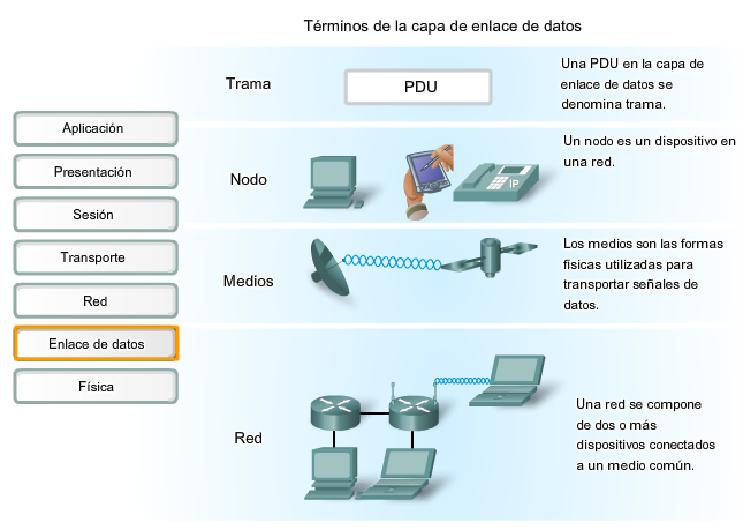 Términos de la capa de enlace de datos
Aplicación
Presentación
Sesión
Transporte
Red
Enlace de datos
Física
Trama
PDU
Una PDU en la capa de
enlace de datos se
denomina trama.
Nodo
IP
Un nodo es un dispositivo en
una red.
Medios
Los medios son las formas
físicas utilizadas para
transportar señales de
datos.
Red
Una red se compone
de dos o más
dispositivos conectados
a un medio común.